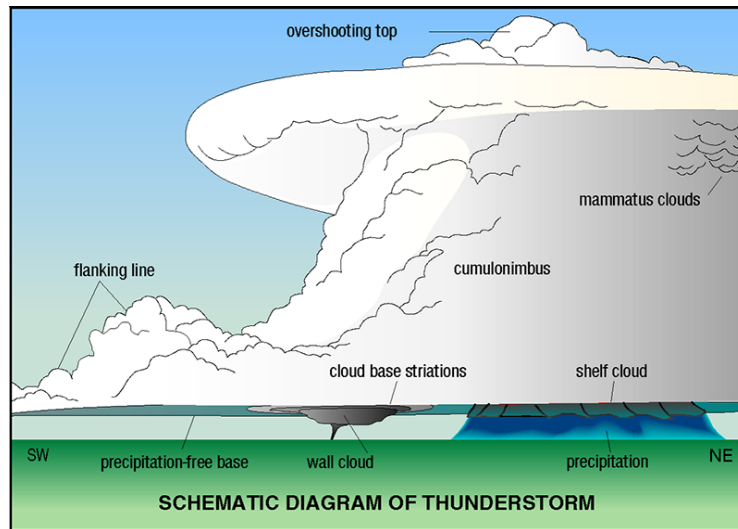 overshooting top
mammatus clouds
flanking line
cumulonimbus
cloud base striations
shelf cloud
SW
precipitation-free base
wall cloud
precipitation
NE
SCHEMATIC DIAGRAM OF THUNDERSTORM